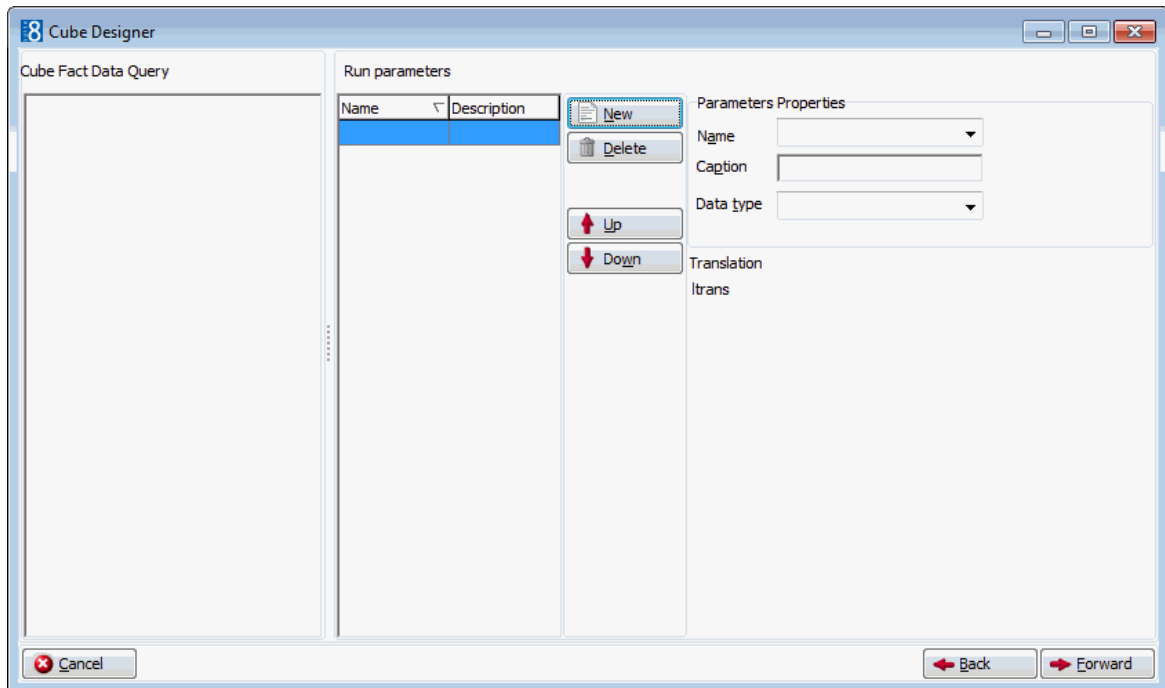 8 Cube Designer
Cube Fact Data Query
Run parameters
Name Description
New
Delete
Up
Down
Parameters Properties
Name
Caption
Data type
Translation
ltrans
Cancel
Back
Forward